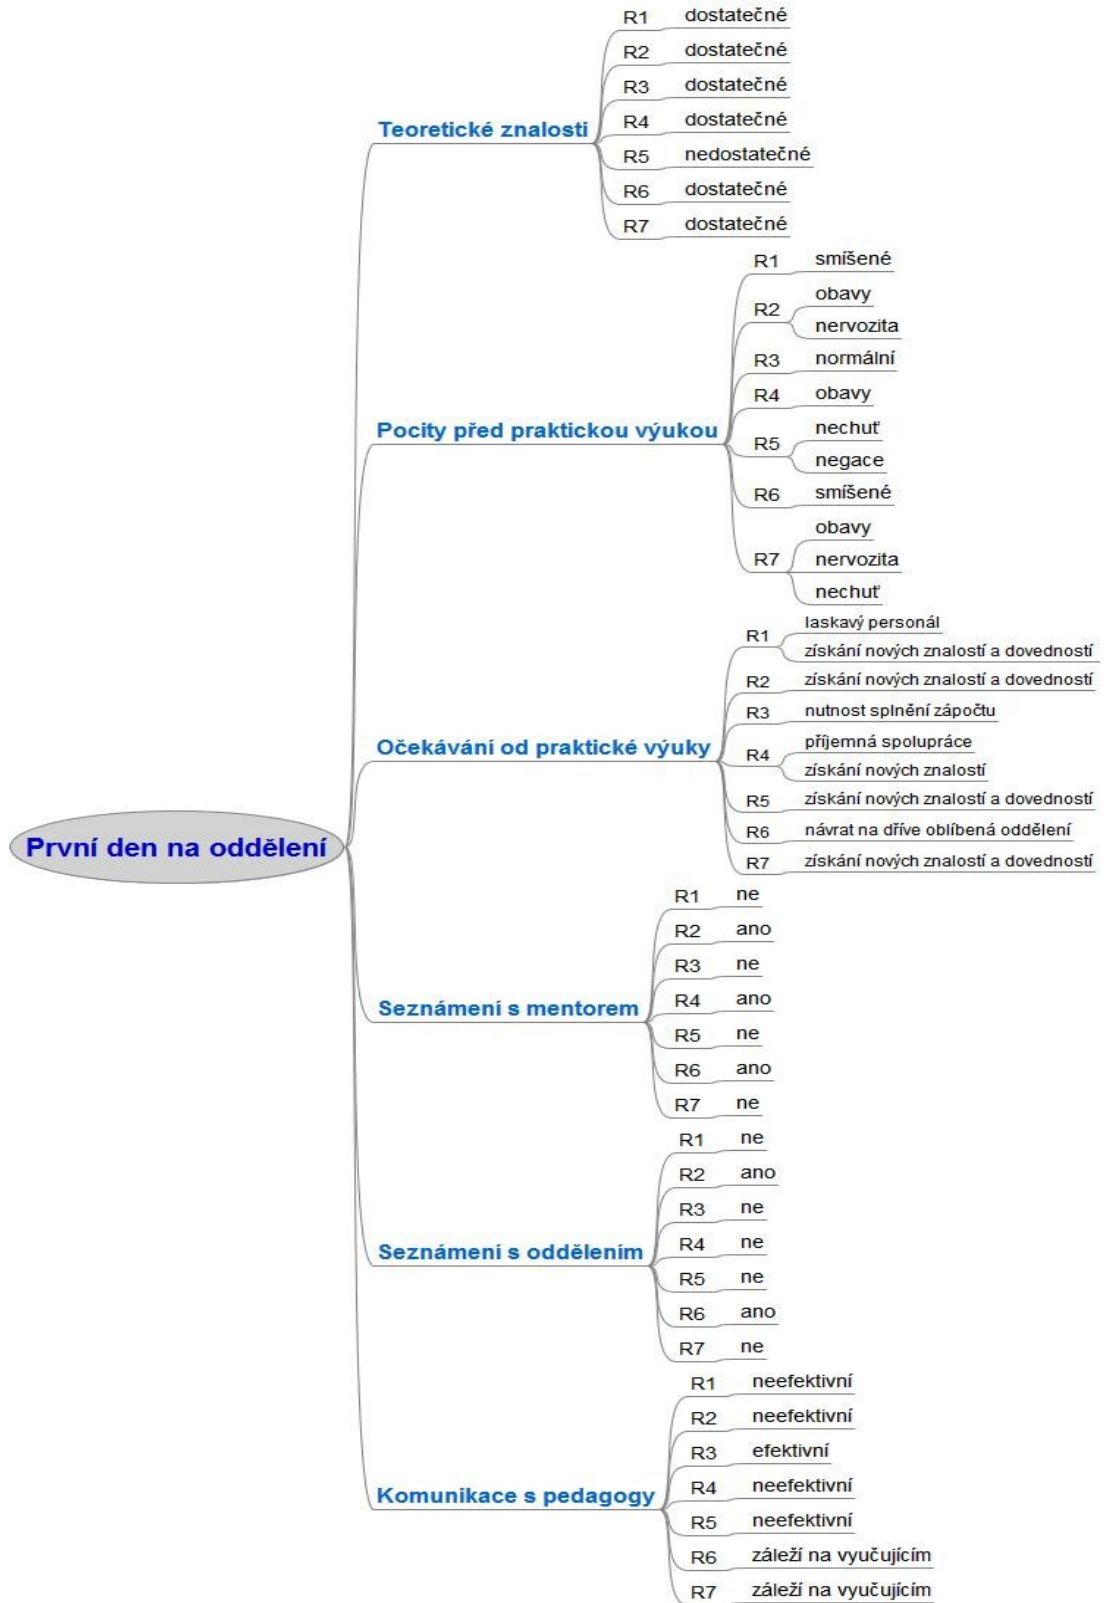 První den na oddělení
Teoretické znalosti
R1 dostatečné
R2 dostatečné
R3 dostatečné
R4 dostatečné
R5 nedostatečné
R6 dostatečné
R7 dostatečné
Pocity před praktickou výukou
R1 smíšené
R2 obavy
nervozita
R3 normální
R4 obavy
R5 nechuť
negace
R6 smíšené
R7 obavy
nervozita
nechuť
Očekávání od praktické výuky
R1 laskavý personál
získání nových znalostí a dovedností
R2 získání nových znalostí a dovedností
R3 nutnost splnění zápočtu
R4 příjemná spolupráce
získání nových znalostí
R5 získání nových znalostí a dovedností
R6 návrat na dříve oblíbená oddělení
R7 získání nových znalostí a dovedností
Seznámení s mentorem
R1 ne
R2 ano
R3 ne
R4 ano
R5 ne
R6 ano
R7 ne
Seznámení s oddělením
R1 ne
R2 ano
R3 ne
R4 ne
R5 ne
R6 ano
R7 ne
Komunikace s pedagogy
R1 neefektivní
R2 neefektivní
R3 efektivní
R4 neefektivní
R5 neefektivní
R6 záleží na vyučujícím
R7 záleží na vyučujícím